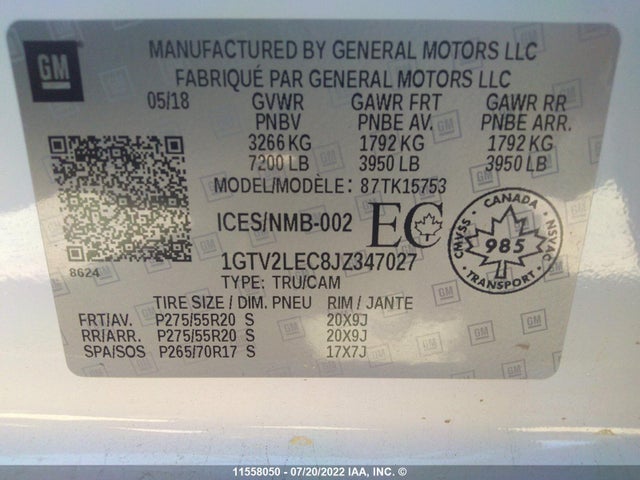 GM
MANUFACTURED BY GENERAL MOTORS LLC
FABRIQUÉ PAR GENERAL MOTORS LLC
05/18 GVWR GAWR FRT GAWR RR
PNBV PNBE AV. PNBE ARR.
3266 KG 1792 KG 1792 KG
7200 LB 3950 LB 3950 LB
MODEL/MODÈLE: 87TK15753
ICES/NMB-002 EC
CANADA
CMVSS 985 NSVAC
TRANSPORT
8624
1GTV2LEC8JZ347027
TYPE: TRU/CAM
TIRE SIZE / DIM. PNEU RIM / JANTE
FRT/AV. P275/55R20 S 20X9J
RR/ARR. P275/55R20 S 20X9J
SPA/SOS P265/70R17 S 17X7J
11558050 - 07/20/2022 IAA, INC. ©